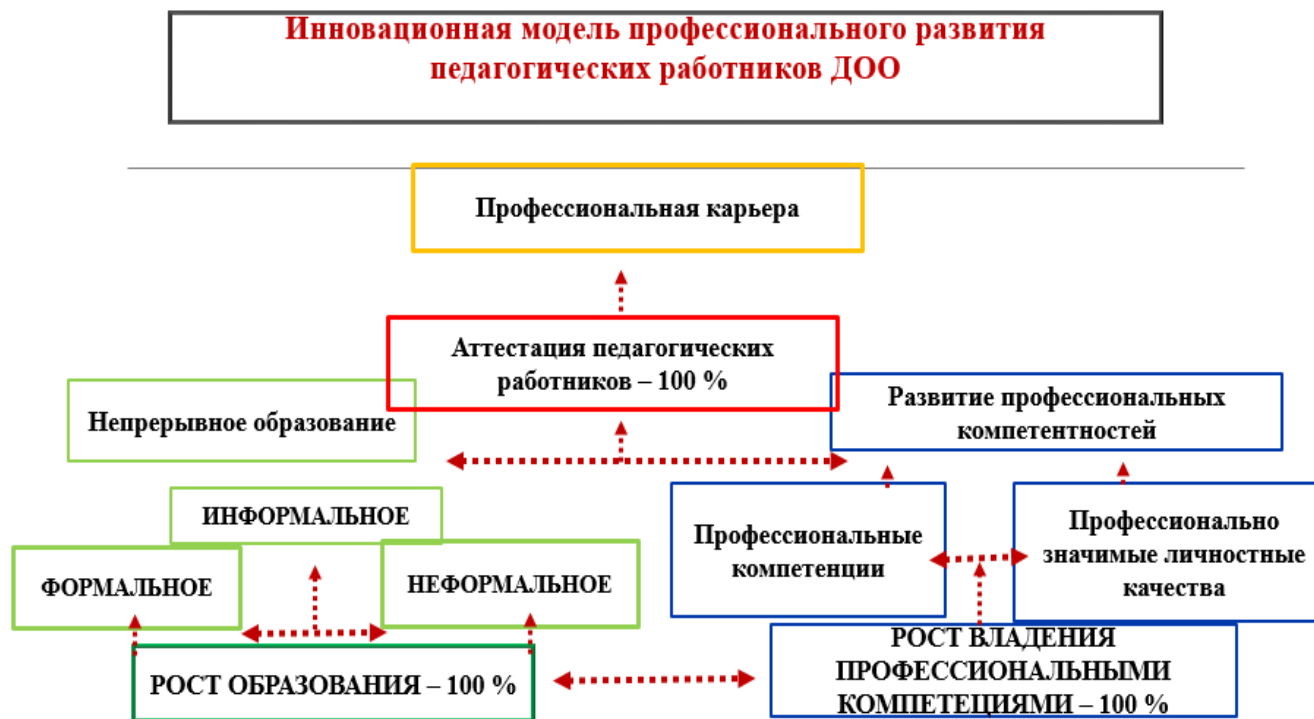 Инновационная модель профессионального развития
педагогических работников ДОО
Профессиональная карьера
Аттестация педагогических
работников – 100 %
Непрерывное образование
Развитие профессиональных
компетентностей
ИНФОРМАЛЬНОЕ
ФОРМАЛЬНОЕ
НЕФОРМАЛЬНОЕ
Профессиональные
компетенции
Профессионально
значимые личностные
качества
РОСТ ОБРАЗОВАНИЯ – 100 %
РОСТ ВЛАДЕНИЯ
ПРОФЕССИОНАЛЬНЫМИ
КОМПЕТЕЦИЯМИ – 100 %